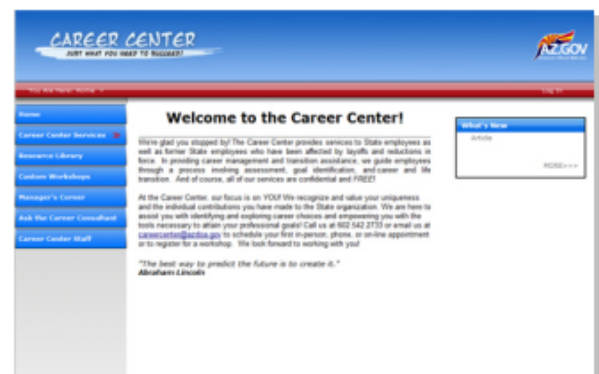 CAREER CENTER
JUST WHAT YOU NEED TO SUCCEED!
AZ.GOV
You Are Here: Home >
Log In
Home
Career Center Services
Resource Library
Custom Workshops
Manager's Corner
Ask the Career Consultant
Career Center Staff
Welcome to the Career Center!
We're glad you stopped by! The Career Center provides services to State employees as
well as former State employees who have been affected by layoffs and reductions in
force. In providing career management and transition assistance, we guide employees
through a process involving assessment, goal identification, and career and life
transition. And of course, all of our services are confidential and FREE!
At the Career Center, our focus is on YOU! We recognize and value your uniqueness
and the individual contributions you have made to the State organization. We are here to
assist you with identifying and exploring career choices and empowering you with the
tools necessary to attain your professional goals! Call us at 602.542.2733 or email us at
careercenter@azdoa.gov to schedule your first in-person, phone, or on-line appointment
or to register for a workshop. We look forward to working with you!
"The best way to predict the future is to create it."
Abraham Lincoln
What's New
Article
MORE>>>